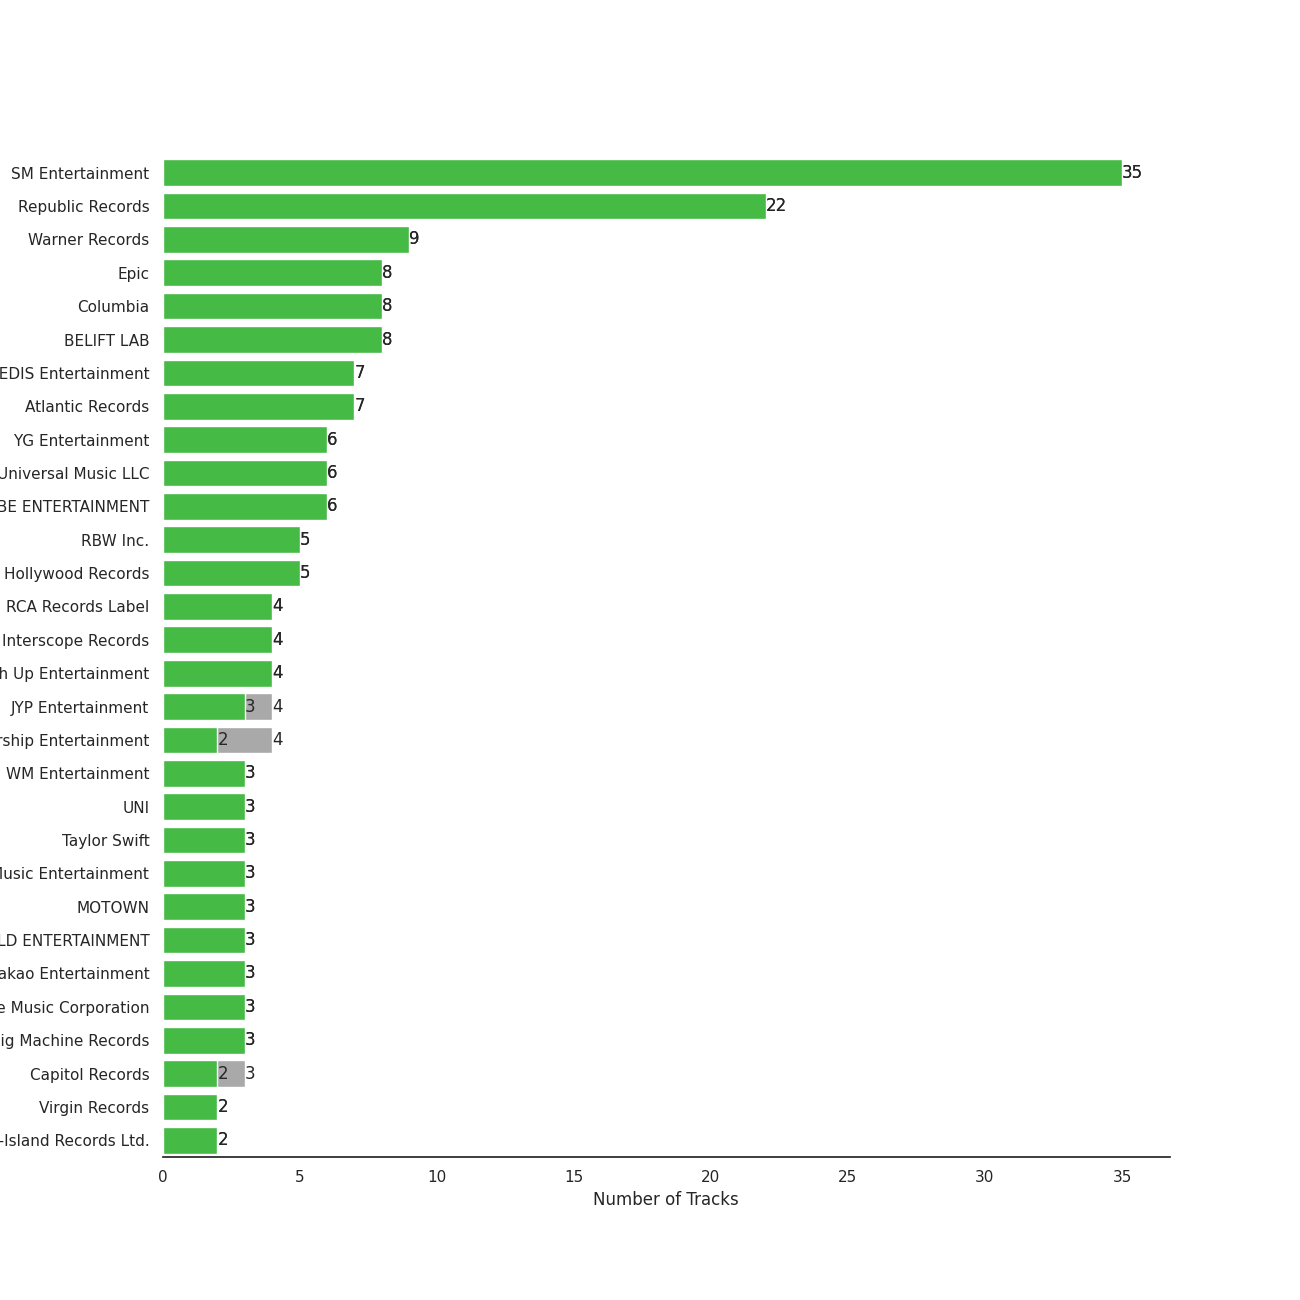 SM Entertainment 35
Republic Records 22
Warner Records 9
Epic 8
Columbia 8
BELIFT LAB 8
EDIS Entertainment 7
Atlantic Records 7
YG Entertainment 6
Universal Music LLC 6
BE ENTERTAINMENT 6
RBW Inc. 5
Hollywood Records 5
RCA Records Label 4
Interscope Records 4
h Up Entertainment 4
JYP Entertainment 3 4
rship Entertainment 2 4
WM Entertainment 3
UNI 3
Taylor Swift 3
Music Entertainment 3
MOTOWN 3
LD ENTERTAINMENT 3
akao Entertainment 3
e Music Corporation 3
ig Machine Records 3
Capitol Records 2 3
Virgin Records 2
-Island Records Ltd. 2
0 5 10 15 20 25 30 35
Number of Tracks